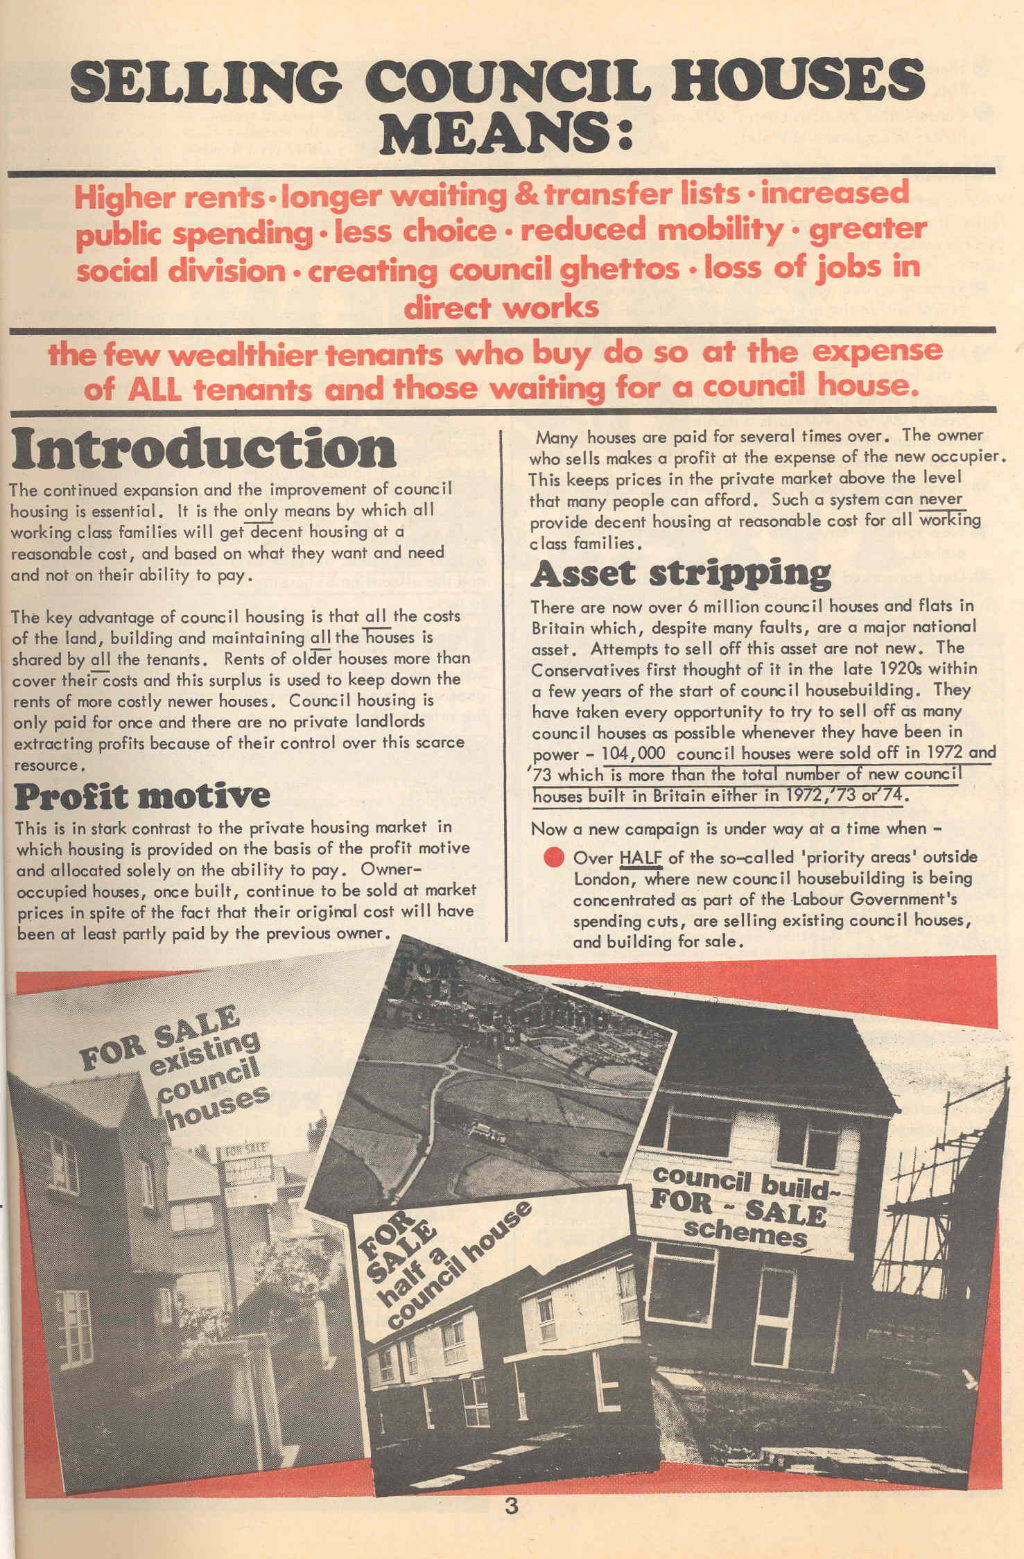 SELLING COUNCIL HOUSES
MEANS:
Higher rents • longer waiting & transfer lists • increased
public spending • less choice • reduced mobility • greater
social division • creating council ghettos • loss of jobs in
direct works
the few wealthier tenants who buy do so at the expense
of ALL tenants and those waiting for a council house.
Introduction
The continued expansion and the improvement of council
housing is essential. It is the only means by which all
working class families will get decent housing at a
reasonable cost, and based on what they want and need
and not on their ability to pay.
The key advantage of council housing is that all the costs
of the land, building and maintaining all the houses is
shared by all the tenants. Rents of older houses more than
cover their costs and this surplus is used to keep down the
rents of more costly newer houses. Council housing is
only paid for once and there are no private landlords
extracting profits because of their control over this scarce
resource.
Profit motive
This is in stark contrast to the private housing market in
which housing is provided on the basis of the profit motive
and allocated solely on the ability to pay. Owner-
occupied houses, once built, continue to be sold at market
prices in spite of the fact that their original cost will have
been at least partly paid by the previous owner.
Many houses are paid for several times over. The owner
who sells makes a profit at the expense of the new occupier.
This keeps prices in the private market above the level
that many people can afford. Such a system can never
provide decent housing at reasonable cost for all working
class families.
Asset stripping
There are now over 6 million council houses and flats in
Britain which, despite many faults, are a major national
asset. Attempts to sell off this asset are not new. The
Conservatives first thought of it in the late 1920s within
a few years of the start of council housebuilding. They
have taken every opportunity to try to sell off as many
council houses as possible whenever they have been in
power - 104,000 council houses were sold off in 1972 and
'73 which is more than the total number of new council
houses built in Britain either in 1972,'73 or'74.
Now a new campaign is under way at a time when -
● Over HALF of the so-called 'priority areas' outside
London, where new council housebuilding is being
concentrated as part of the Labour Government's
spending cuts, are selling existing council houses,
and building for sale.
FOR SALE
existing
council
houses
FOR SALE
FOR
SALE
council housing
land
FOR
SALE
half a
council house
council build-
FOR - SALE
schemes
3